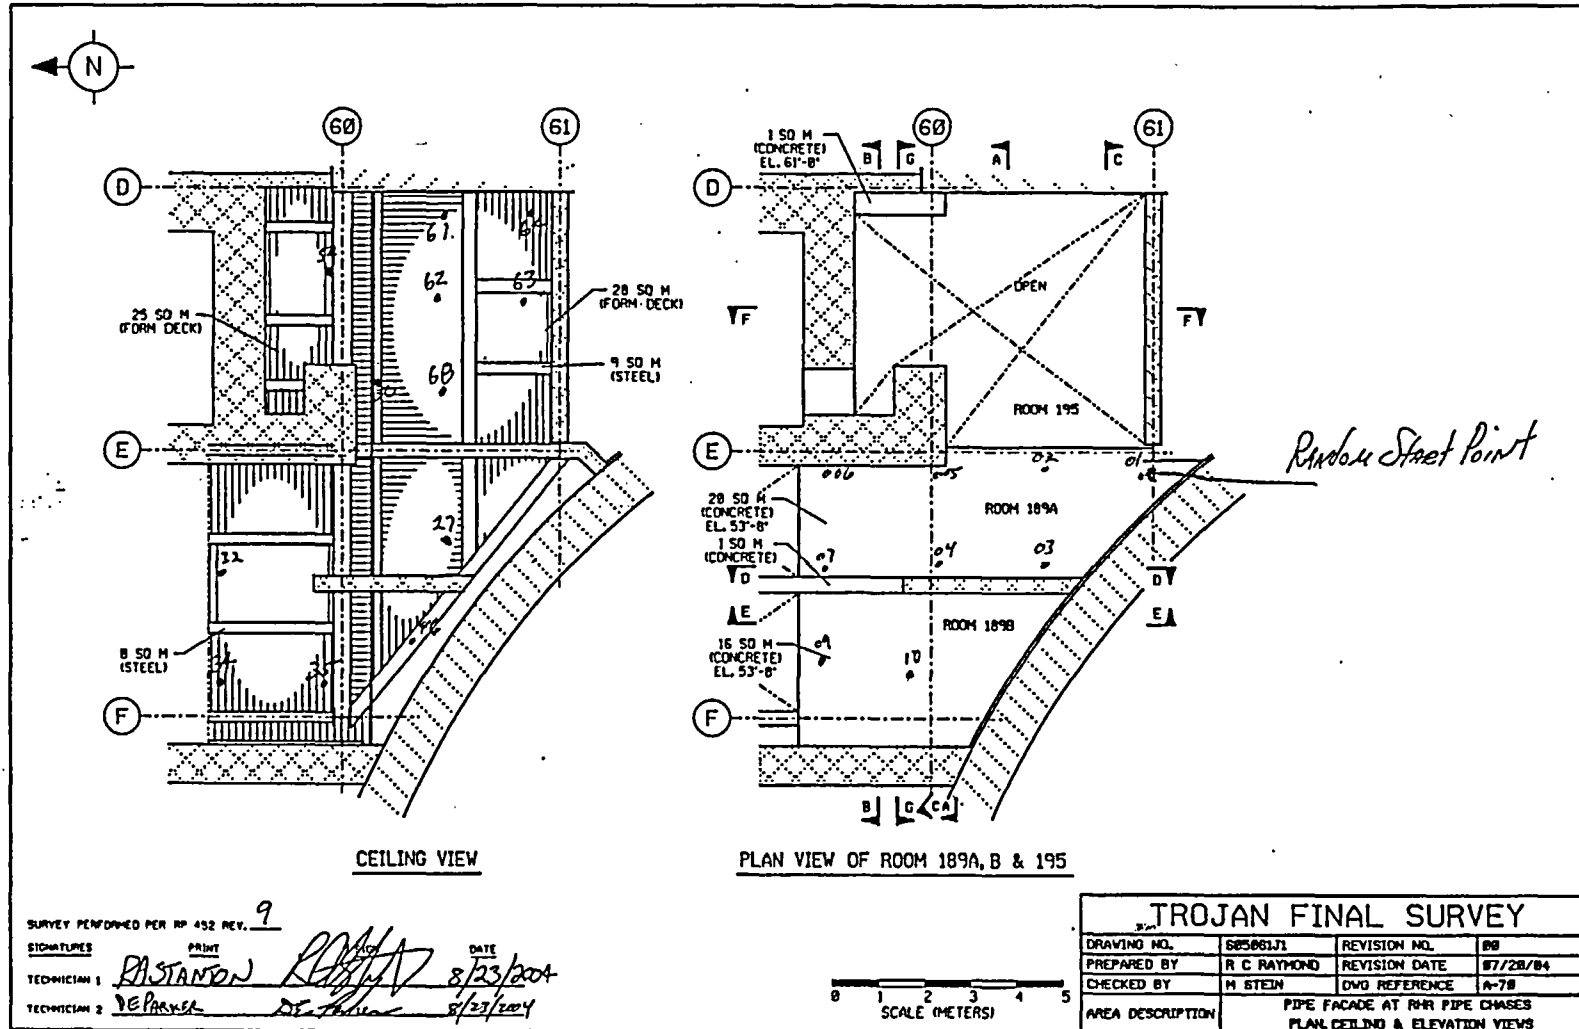 N
60
61
D
E
F
25 SQ M
(FORM DECK)
28 SQ M
(FORM DECK)
9 SQ M
(STEEL)
8 SQ M
(STEEL)
61
62
63
68
27
32
46
CEILING VIEW
60
61
1 SQ M
(CONCRETE)
EL. 61'-8"
B
G
A
C
D
E
F
F
F
OPEN
ROOM 195
Random Start Point
01
02
03
04
05
06
07
09
10
ROOM 189A
20 SQ M
(CONCRETE)
EL. 53'-8"
1 SQ M
(CONCRETE)
D
D
E
E
ROOM 189B
16 SQ M
(CONCRETE)
EL. 53'-8"
B
G
C
A
PLAN VIEW OF ROOM 189A, B & 195
SURVEY PERFORMED PER RP 452 REV. 9
SIGNATURES PRINT DATE
TECHNICIAN 1 RASTANTON 8/23/2004
TECHNICIAN 2 DEPARKER 8/23/2004
0 1 2 3 4 5
SCALE (METERS)
TROJAN FINAL SURVEY
DRAWING NO. S05061J1 REVISION NO. 00
PREPARED BY R C RAYMOND REVISION DATE 07/20/04
CHECKED BY M STEIN DWG REFERENCE A-78
AREA DESCRIPTION PIPE FACADE AT RHR PIPE CHASES
PLAN, CEILING & ELEVATION VIEWS